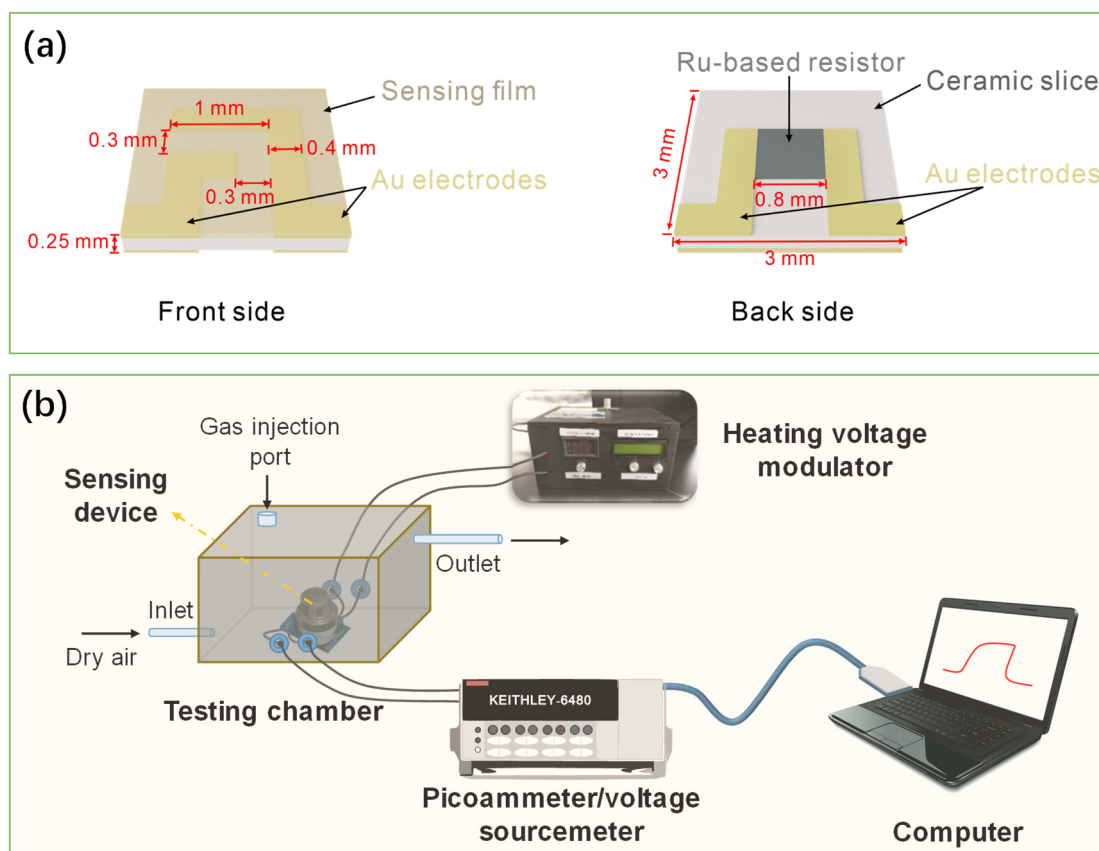 (a)
Sensing film
1 mm
0.3 mm
0.4 mm
Au electrodes
0.3 mm
0.25 mm
Front side
Ru-based resistor
Ceramic slice
3 mm
Au electrodes
0.8 mm
3 mm
Back side
(b)
Gas injection
port
Sensing
device
Heating voltage
modulator
Outlet
Inlet
Dry air
Testing chamber
KEITHLEY-6480
Picoammeter/voltage
sourcemeter
Computer